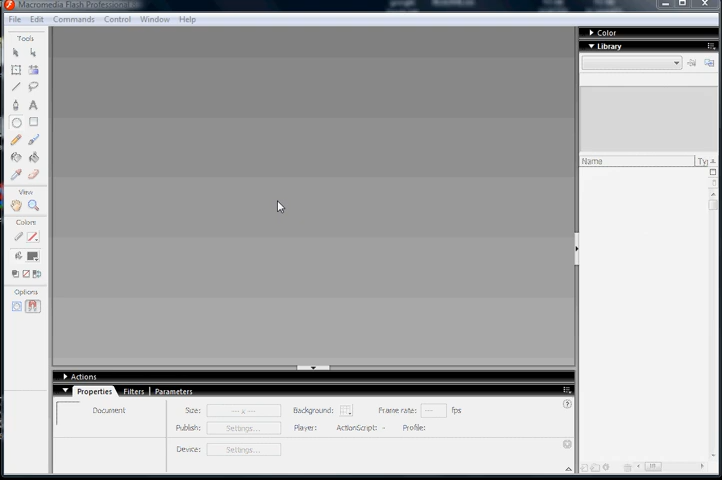 Macromedia Flash Professional
File Edit Commands Control Window Help
Tools
View
Colors
Options
Color
Library
Name Ty
Actions
Properties Filters Parameters
Document Size: --- x --- Background: Frame rate: --- fps
Publish: Settings... Player: ActionScript: - Profile:
Device: Settings...